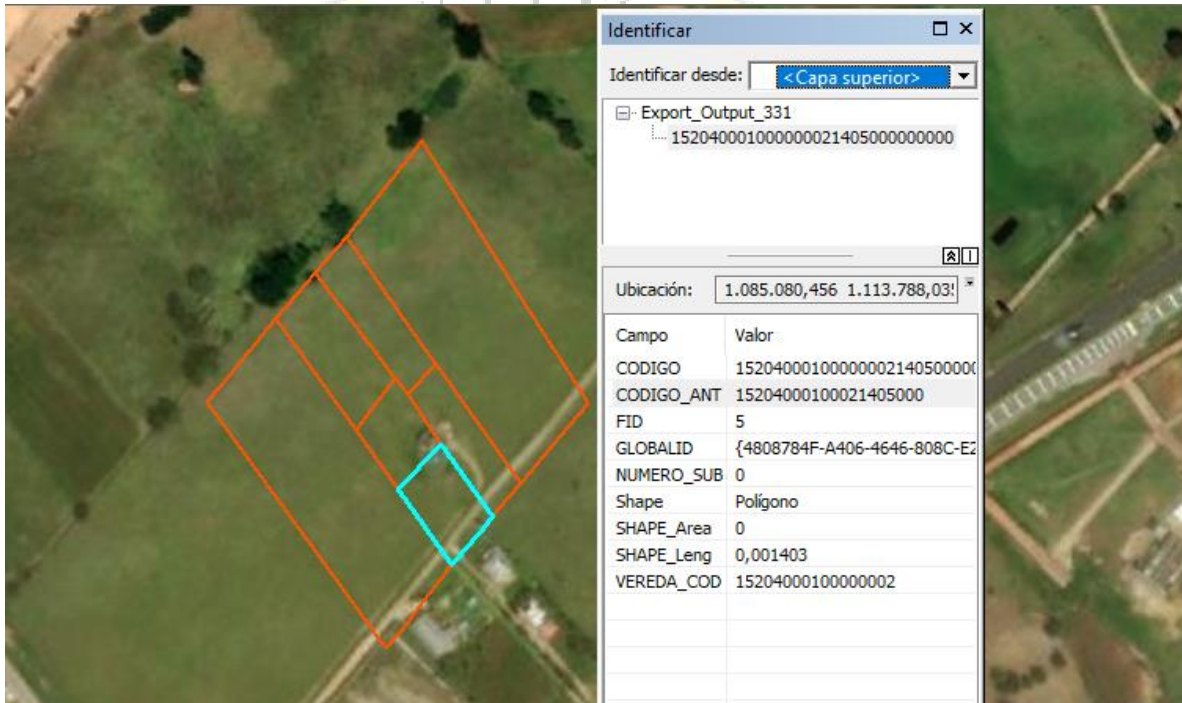 Identificar
Identificar desde: <Capa superior>
Export_Output_331
152040001000000021405000000000
Ubicación: 1.085.080,456 1.113.788,03
Campo Valor
CODIGO 1520400010000000214050000
CODIGO_ANT 15204000100021405000
FID 5
GLOBALID {4808784F-A406-4646-808C-E2
NUMERO_SUB 0
Shape Polígono
SHAPE_Area 0
SHAPE_Leng 0,001403
VEREDA_COD 15204000100000002